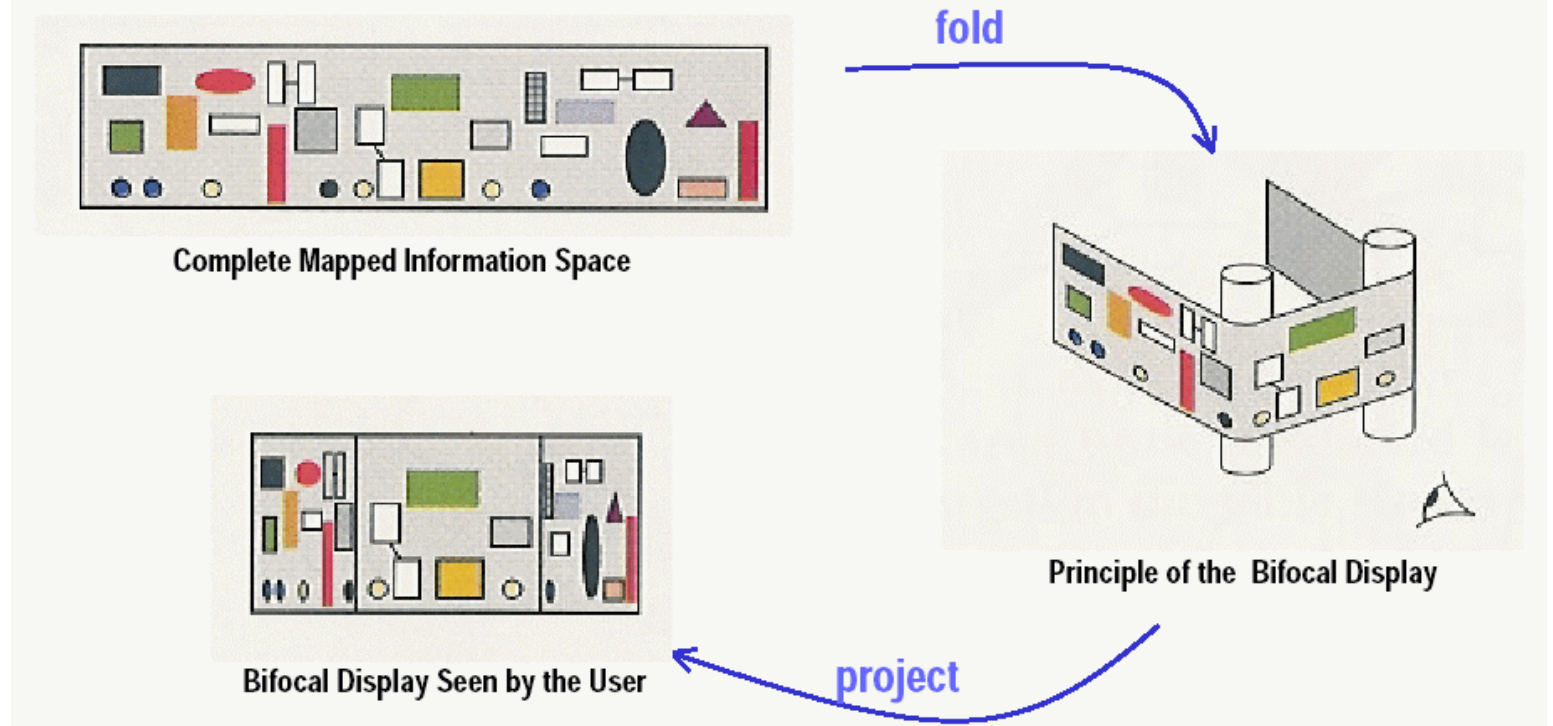 fold
Complete Mapped Information Space
Principle of the Bifocal Display
Bifocal Display Seen by the User
project